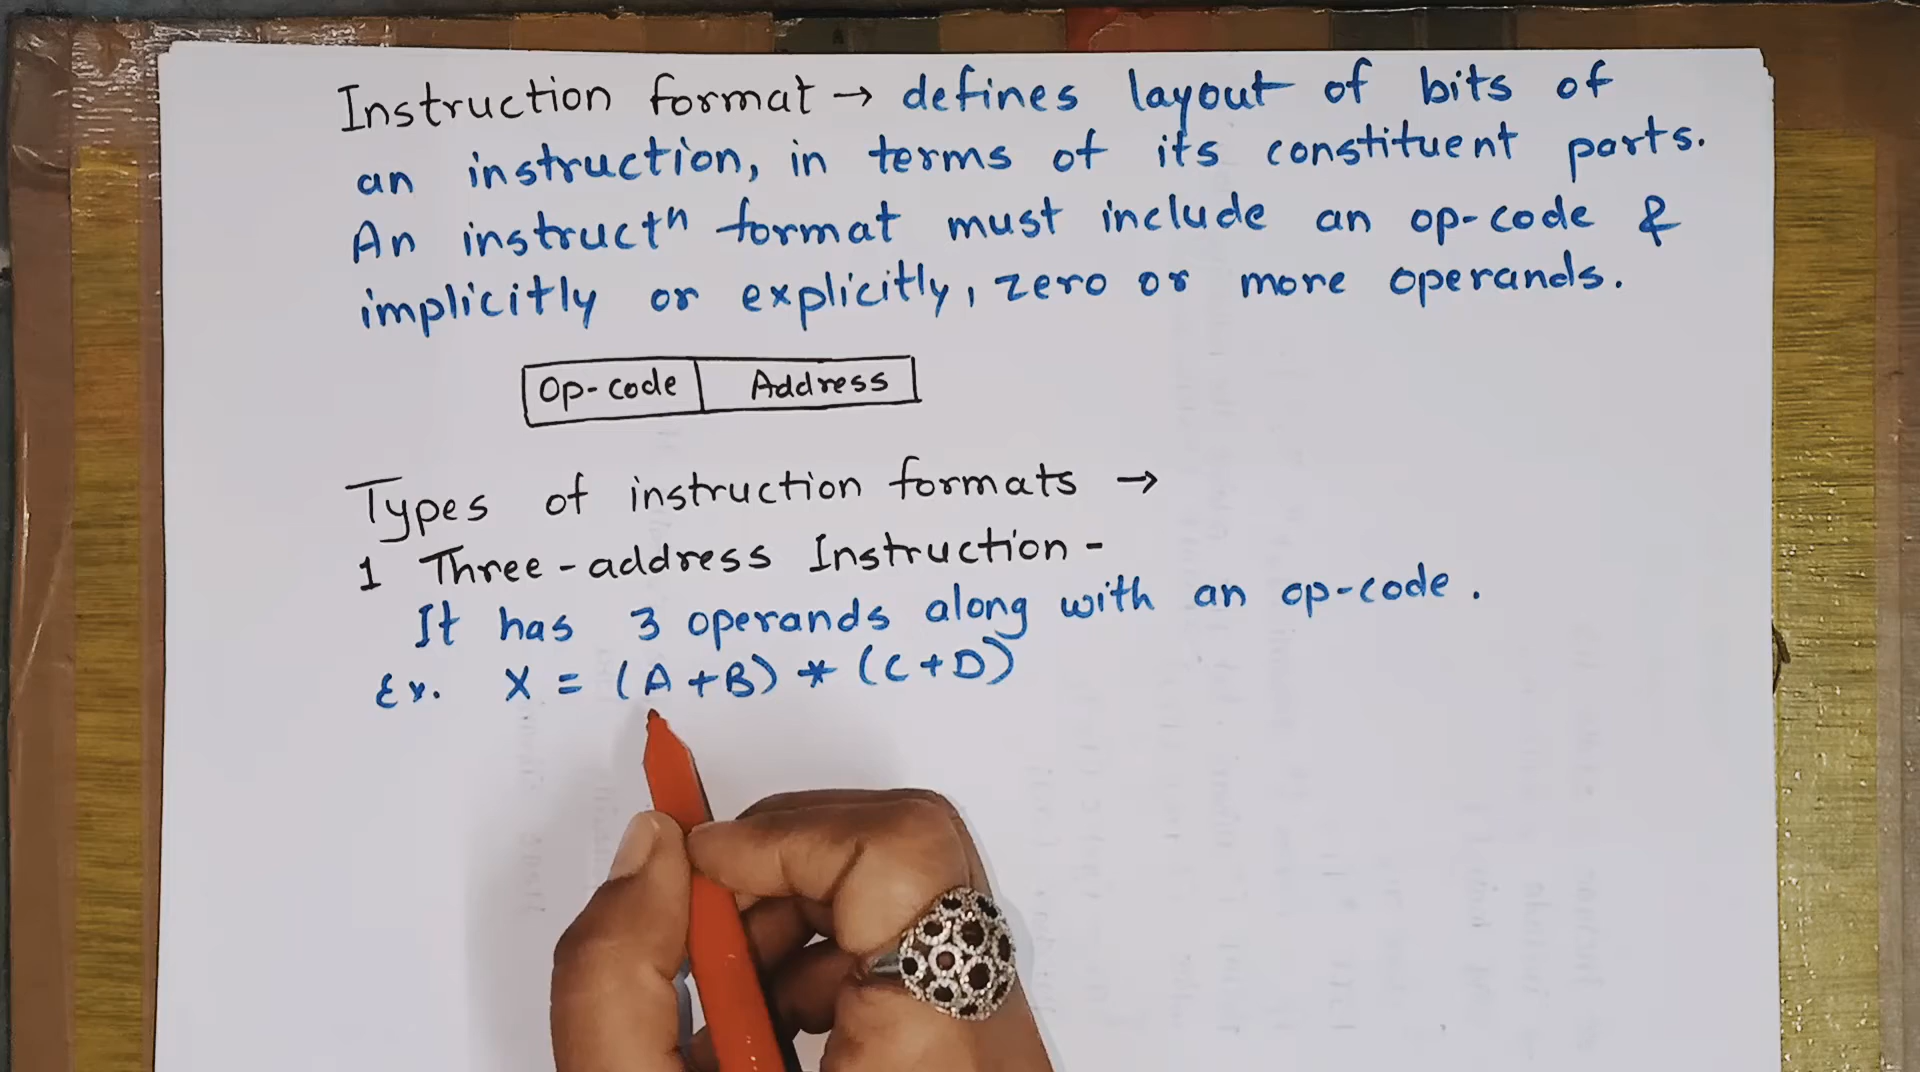 Instruction format → defines layout of bits of
an instruction, in terms of its constituent parts.
An instructⁿ format must include an op-code &
implicitly or explicitly, zero or more operands.
Op-code Address
Types of instruction formats →
1 Three-address Instruction -
It has 3 operands along with an op-code.
Ex. X = (A+B) * (C+D)